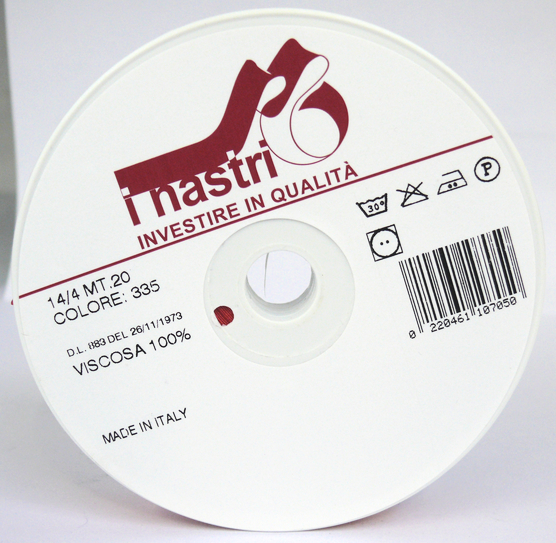 i nastri
INVESTIRE IN QUALITÀ
30°
P
14/4 MT.20
COLORE: 335
D.L. 883 DEL 26/11/1973
VISCOSA 100%
MADE IN ITALY
0 220461 107050